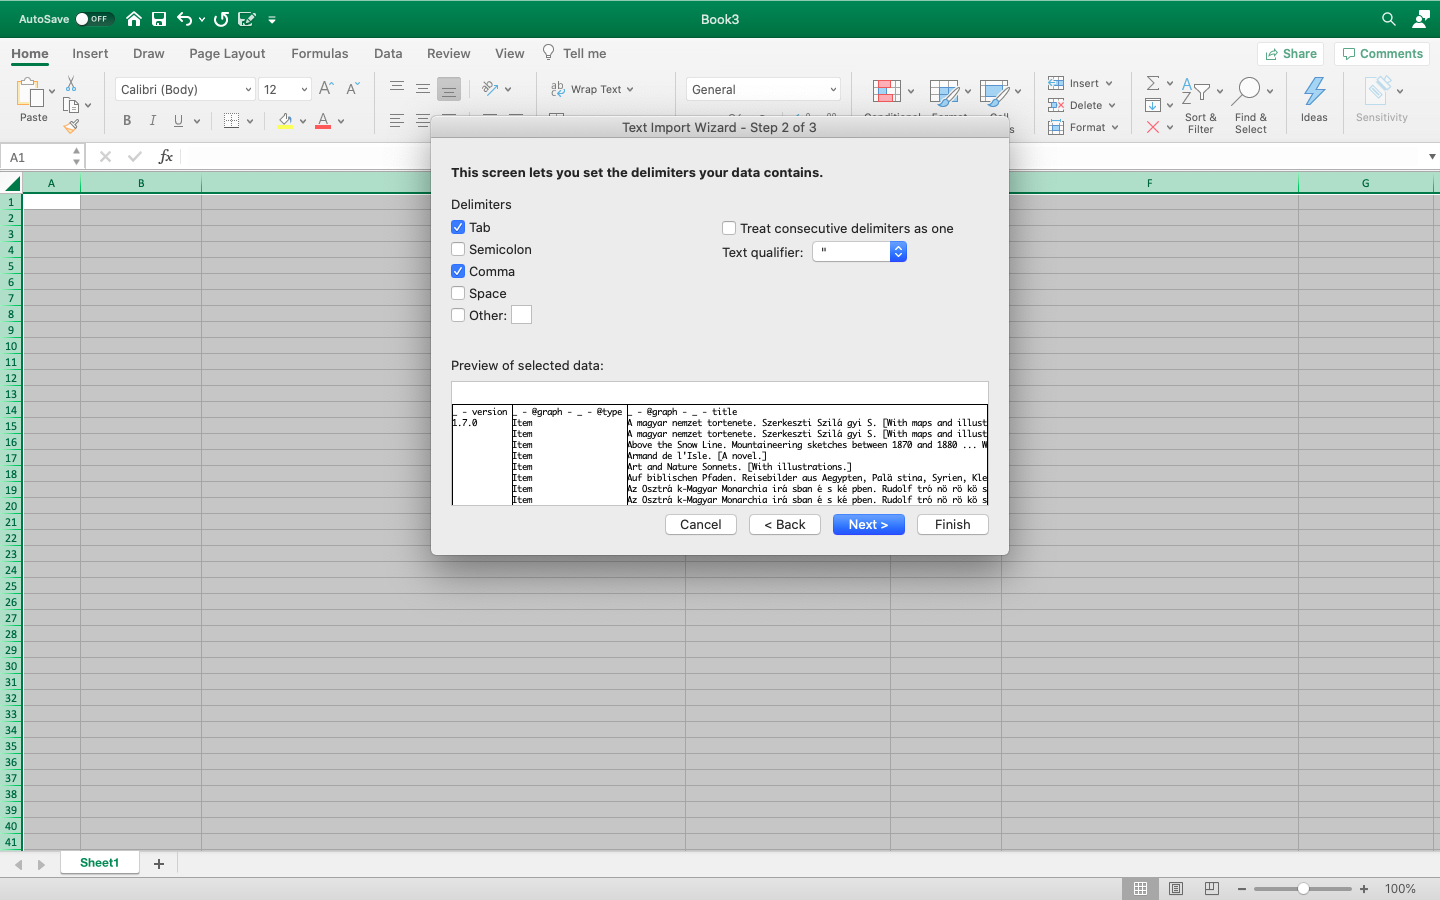 AutoSave OFF
Book3
Home Insert Draw Page Layout Formulas Data Review View Tell me Share Comments
Paste
Calibri (Body) 12
B I U
Wrap Text
General
Insert
Delete
Format
Sort & Filter
Find & Select
Ideas
Sensitivity
A1 fx
Text Import Wizard - Step 2 of 3
This screen lets you set the delimiters your data contains.
Delimiters
Tab
Semicolon
Comma
Space
Other:
Treat consecutive delimiters as one
Text qualifier: "
Preview of selected data:
_ - version _ - @graph - _ - @type _ - @graph - _ - title
1.7.0 Item A magyar nemzet tortenete. Szerkeszti Szilá gyi S. [With maps and illust
Item A magyar nemzet tortenete. Szerkeszti Szilá gyi S. [With maps and illust
Item Above the Snow Line. Mountaineering sketches between 1870 and 1880 ... W
Item Armand de l'Isle. [A novel.]
Item Art and Nature Sonnets. [With illustrations.]
Item Auf biblischen Pfaden. Reisebilder aus Aegypten, Palä stina, Syrien, Kle
Item Az Osztrá k-Magyar Monarchia irá sban é s ké pben. Rudolf tró nö rö kö s
Item Az Osztrá k-Magyar Monarchia irá sban é s ké pben. Rudolf tró nö rö kö s
Cancel < Back Next > Finish
A B F G
1
2
3
4
5
6
7
8
9
10
11
12
13
14
15
16
17
18
19
20
21
22
23
24
25
26
27
28
29
30
31
32
33
34
35
36
37
38
39
40
41
Sheet1 +
100%